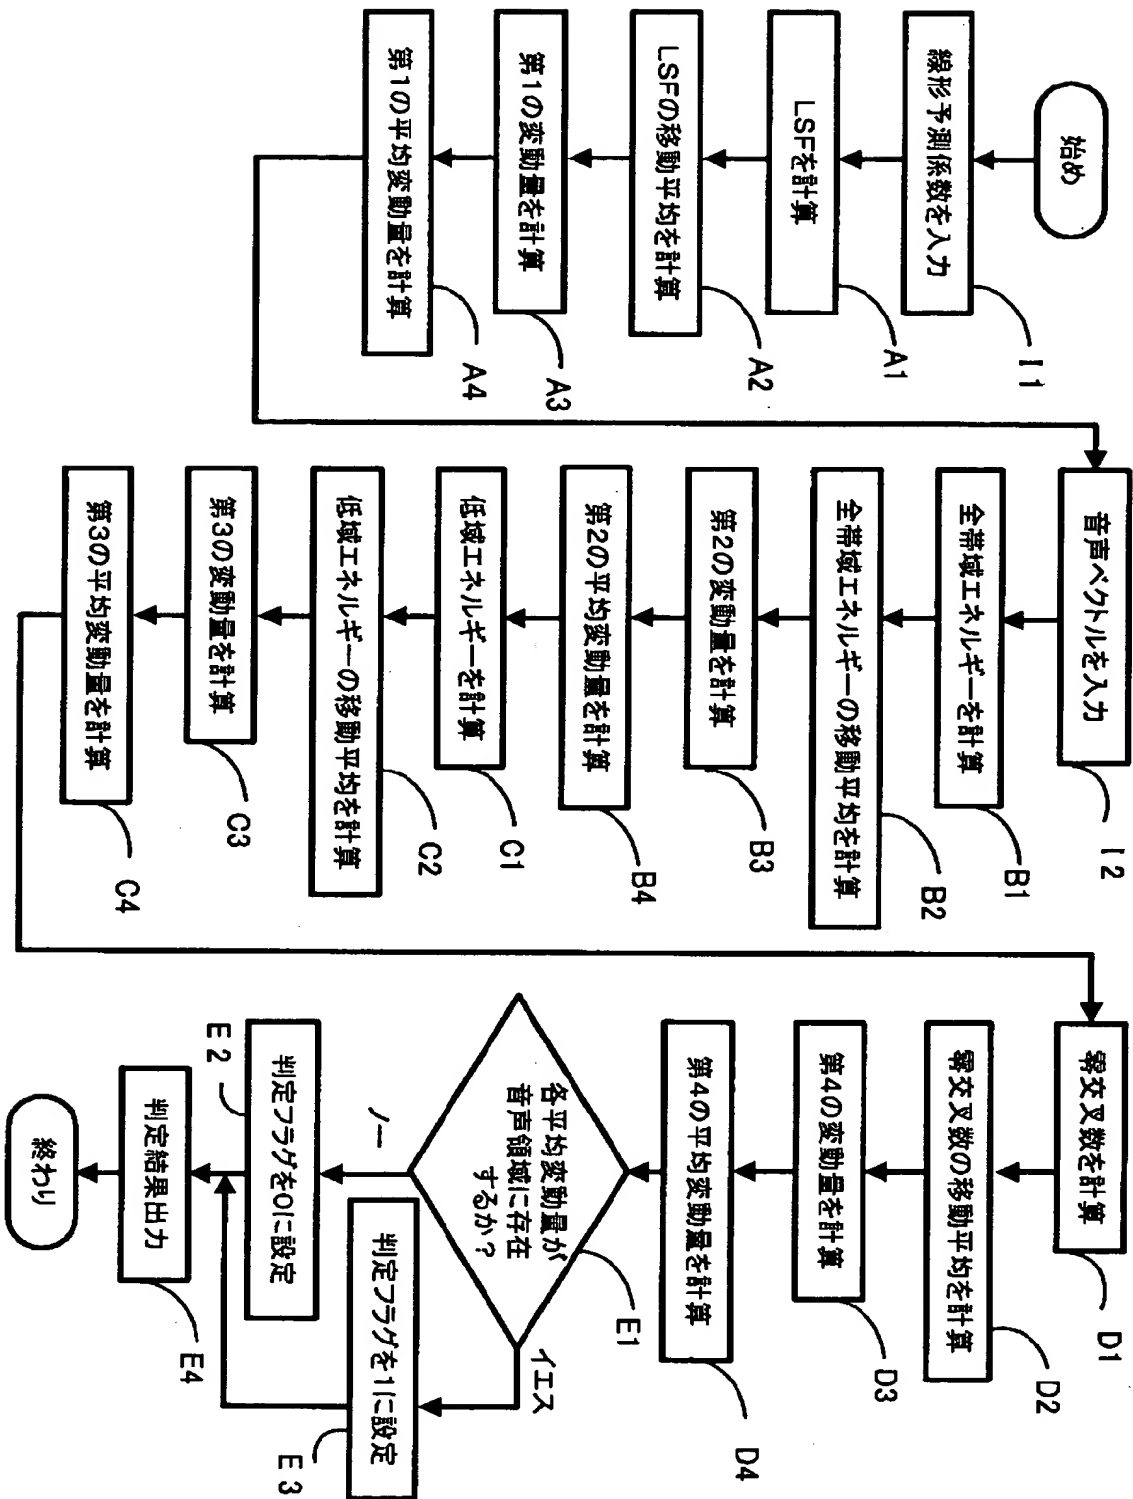 始め
線形予測係数を入力
I1
LSFを計算
A1
LSFの移動平均を計算
A2
第1の変動量を計算
A3
第1の平均変動量を計算
A4
音声ベクトルを入力
I2
全帯域エネルギーを計算
B1
全帯域エネルギーの移動平均を計算
B2
第2の変動量を計算
B3
第2の平均変動量を計算
B4
低域エネルギーを計算
C1
低域エネルギーの移動平均を計算
C2
第3の変動量を計算
C3
第3の平均変動量を計算
C4
零交叉数を計算
D1
零交叉数の移動平均を計算
D2
第4の変動量を計算
D3
第4の平均変動量を計算
D4
各平均変動量が
音声領域に存在
するか?
E1
イエス
ノー
判定フラグを0に設定
E2
判定フラグを1に設定
E3
判定結果出力
E4
終わり